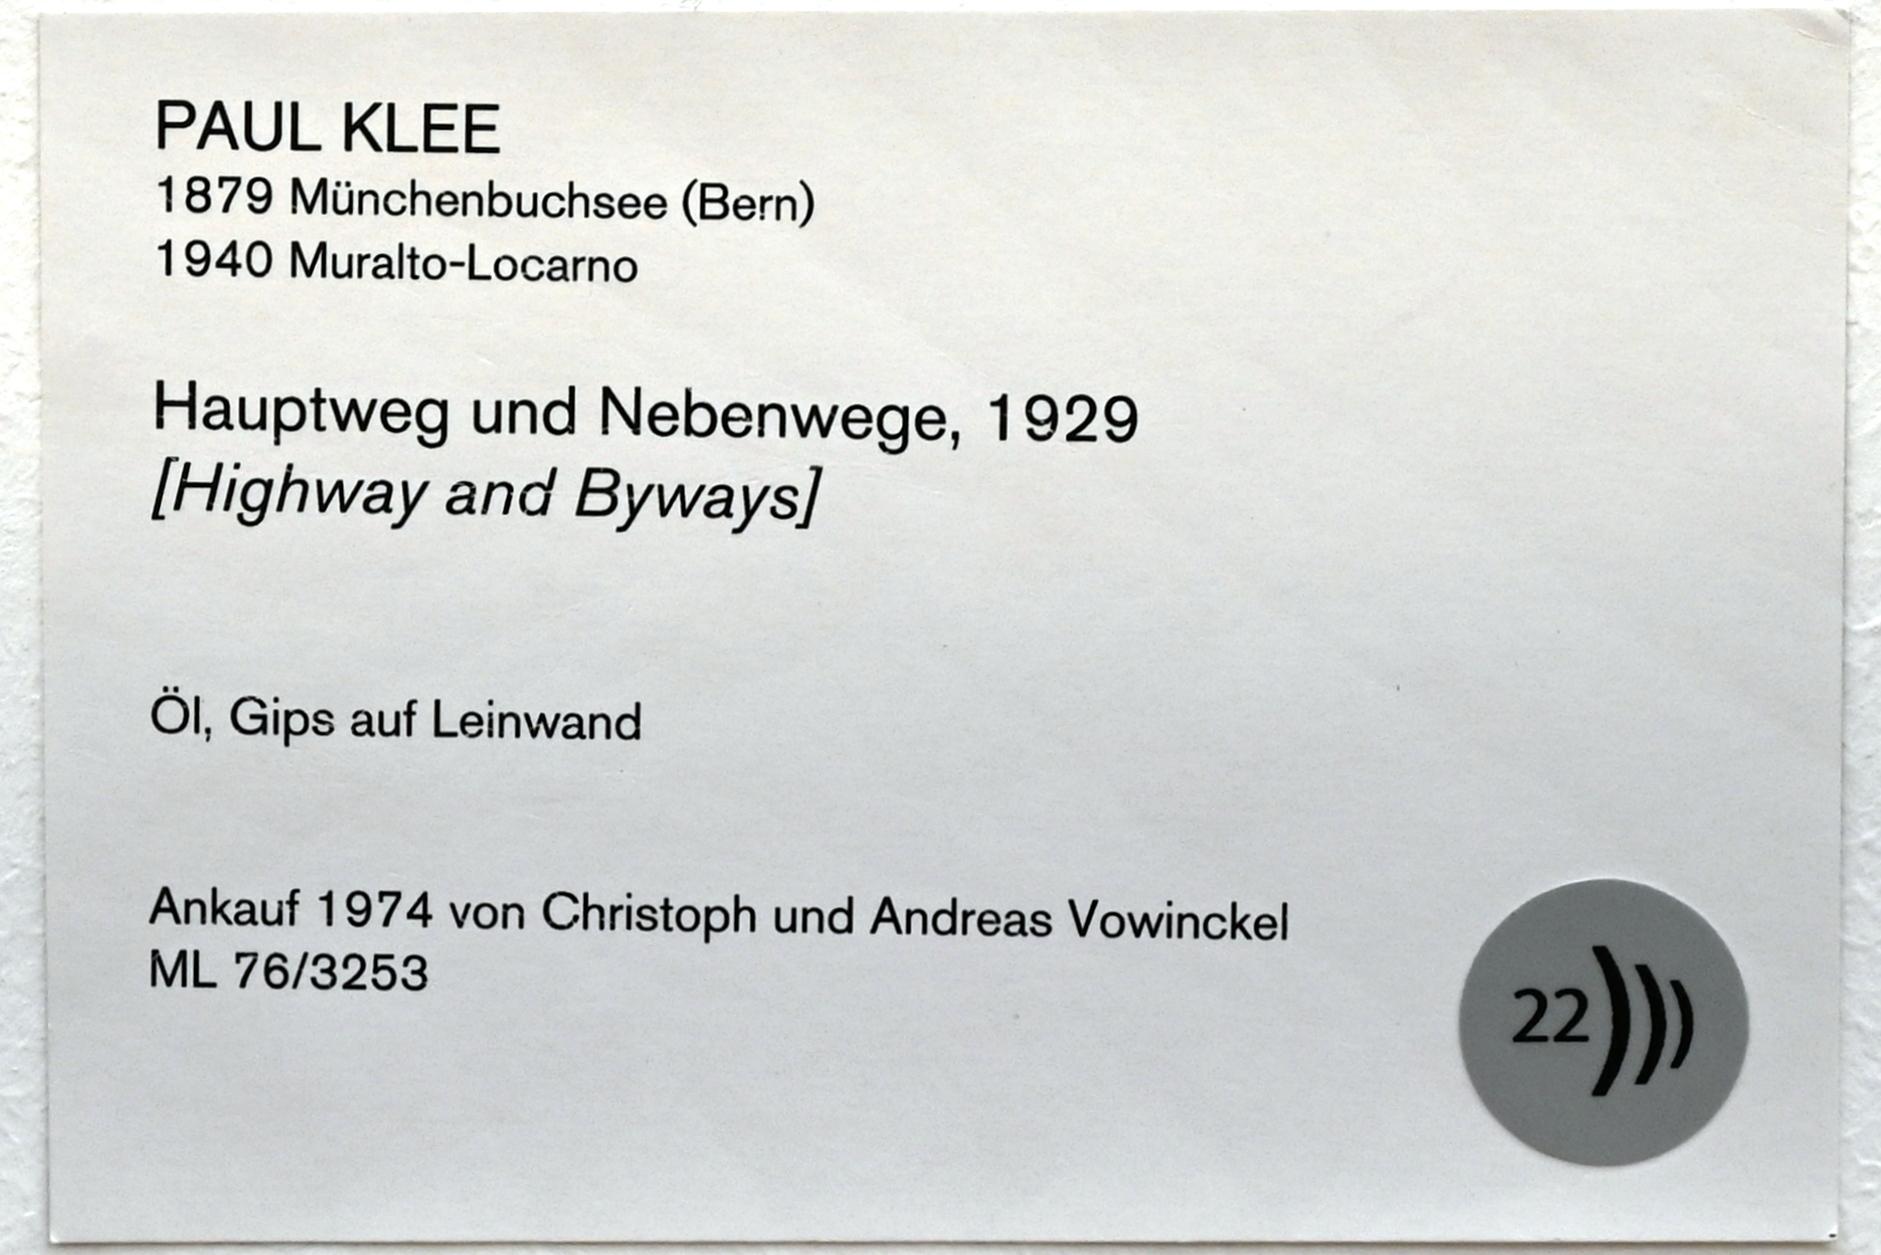 PAUL KLEE
1879 Münchenbuchsee (Bern)
1940 Muralto-Locarno
Hauptweg und Nebenwege, 1929
[Highway and Byways]
Öl, Gips auf Leinwand
Ankauf 1974 von Christoph und Andreas Vowinckel
ML 76/3253
22